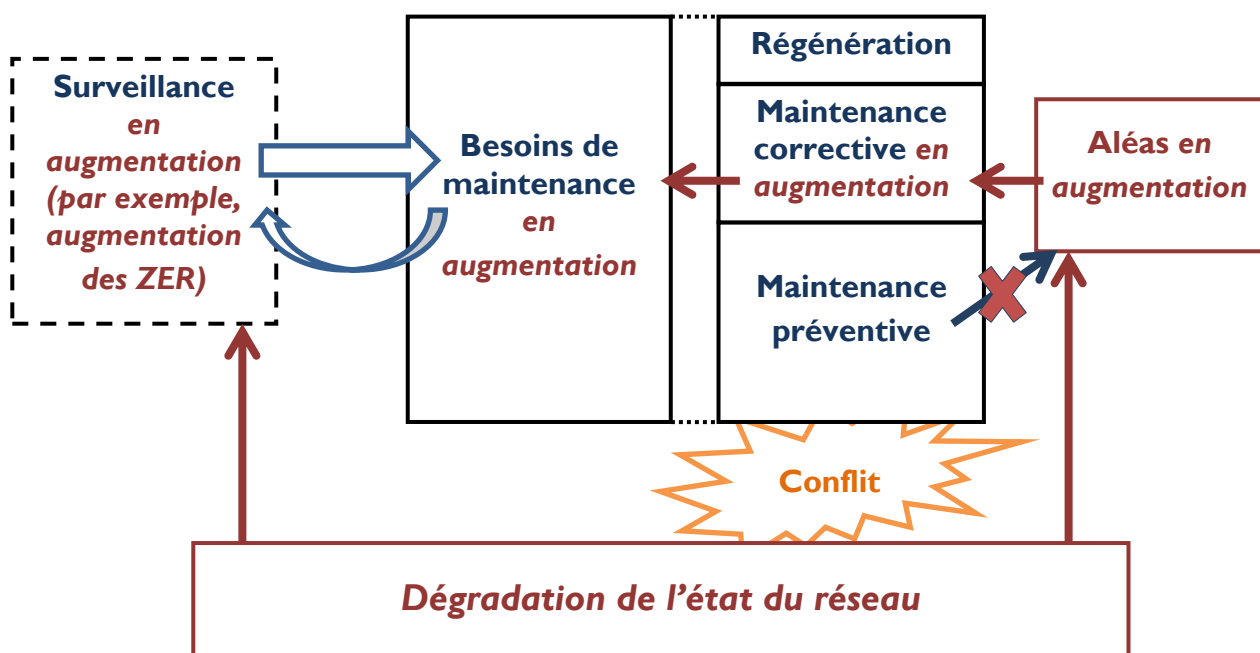 Surveillance
en
augmentation
(par exemple,
augmentation
des ZER)
Besoins de
maintenance
en
augmentation
Régénération
Maintenance
corrective en
augmentation
Maintenance
préventive
Aléas en
augmentation
Conflit
Dégradation de l’état du réseau